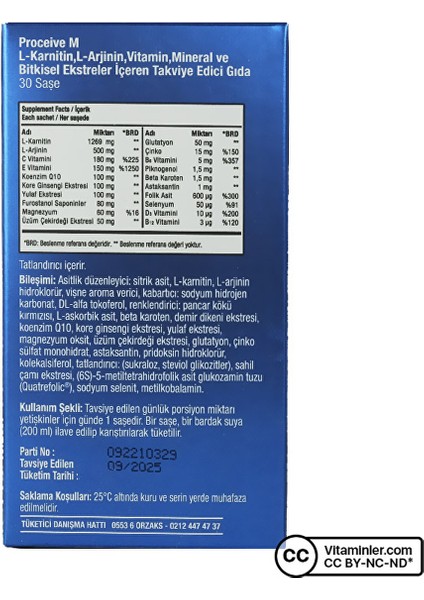 Proceive M
L-Karnitin,L-Arjinin,Vitamin,Mineral ve
Bitkisel Ekstreler İçeren Takviye Edici Gıda
30 Saşe
Supplement Facts / İçerik
Each sachet / Her saşede
Adı Miktarı *BRD
L-Karnitin 1269 mg **
L-Arjinin 500 mg **
C Vitamini 180 mg %225
E Vitamini 150 mg %1250
Koenzim Q10 100 mg **
Kore Ginsengi Ekstresi 100 mg **
Yulaf Ekstresi 100 mg **
Furostanol Saponinler 80 mg **
Magnezyum 60 mg %16
Üzüm Çekirdeği Ekstresi 50 mg **
Adı Miktarı *BRD
Glutatyon 50 mg **
Çinko 15 mg %150
B₆ Vitamini 5 mg %357
Piknogenol 1,5 mg **
Beta Karoten 1,5 mg **
Astaksantin 1 mg **
Folik Asit 600 µg %300
Selenyum 50 µg %91
D₃ Vitamini 10 µg %200
B₁₂ Vitamini 3 µg %120
*BRD: Beslenme referans değeridir. ** Beslenme referans değeri yoktur.
Tatlandırıcı içerir.
Bileşimi: Asitlik düzenleyici: sitrik asit, L-karnitin, L-arjinin
hidroklorür, vişne aroma verici, kabartıcı: sodyum hidrojen
karbonat, DL-alfa tokoferol, renklendirici: pancar kökü
kırmızısı, L-askorbik asit, beta karoten, demir dikeni ekstresi,
koenzim Q10, kore ginsengi ekstresi, yulaf ekstresi,
magnezyum oksit, üzüm çekirdeği ekstresi, glutatyon, çinko
sülfat monohidrat, astaksantin, pridoksin hidroklorür,
kolekalsiferol, tatlandırıcı: (sukraloz, steviol glikozitler), sahil
çamı ekstresi, (6S)-5-metiltetrahidrofolik asit glukozamin tuzu
(Quatrefolic®), sodyum selenit, metilkobalamin.
Kullanım Şekli: Tavsiye edilen günlük porsiyon miktarı
yetişkinler için günde 1 saşedir. Bir saşe, bir bardak suya
(200 ml) ilave edilip karıştırılarak tüketilir.
Parti No : 092210329
Tavsiye Edilen 09/2025
Tüketim Tarihi :
Saklama Koşulları: 25°C altında kuru ve serin yerde muhafaza
edilmelidir.
TÜKETİCİ DANIŞMA HATTI 0553 6 ORZAKS - 0212 447 47 37
cc Vitaminler.com
CC BY-NC-ND*